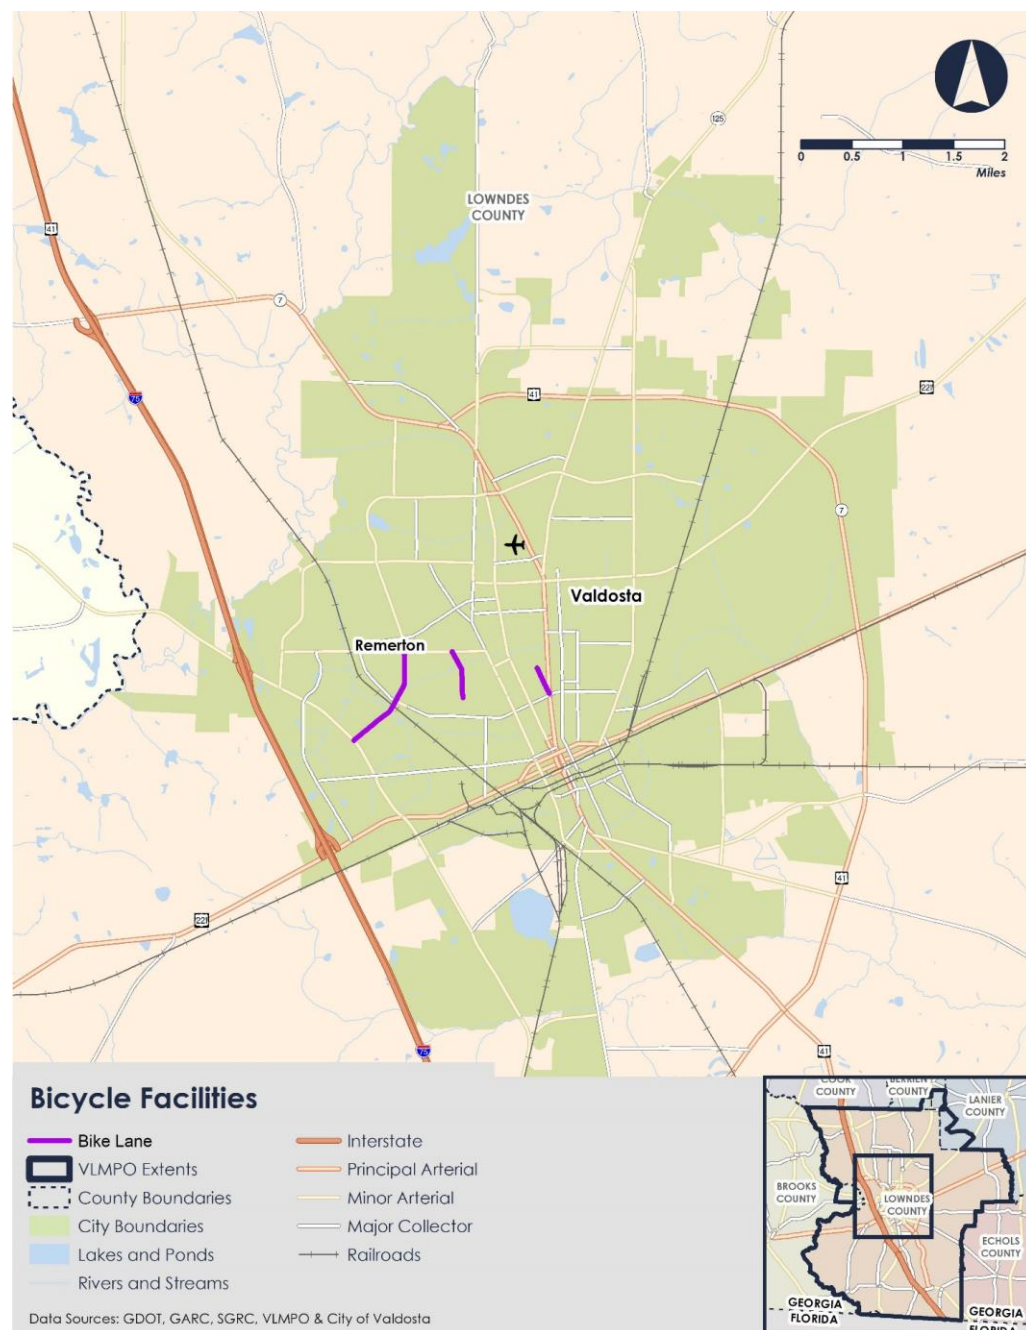 125
0 0.5 1 1.5 2
Miles
LOWNDES
COUNTY
41
7
75
41
221
7
Valdosta
Remerton
41
221
75
41
Bicycle Facilities
Bike Lane
VLMPO Extents
County Boundaries
City Boundaries
Lakes and Ponds
Rivers and Streams
Interstate
Principal Arterial
Minor Arterial
Major Collector
Railroads
Data Sources: GDOT, GARC, SGRC, VLMPO & City of Valdosta
COOK
COUNTY
BERRIEN
COUNTY
LANIER
COUNTY
BROOKS
COUNTY
LOWNDES
COUNTY
ECHOLS
COUNTY
GEORGIA
FLORIDA
GEORGIA
FLORIDA